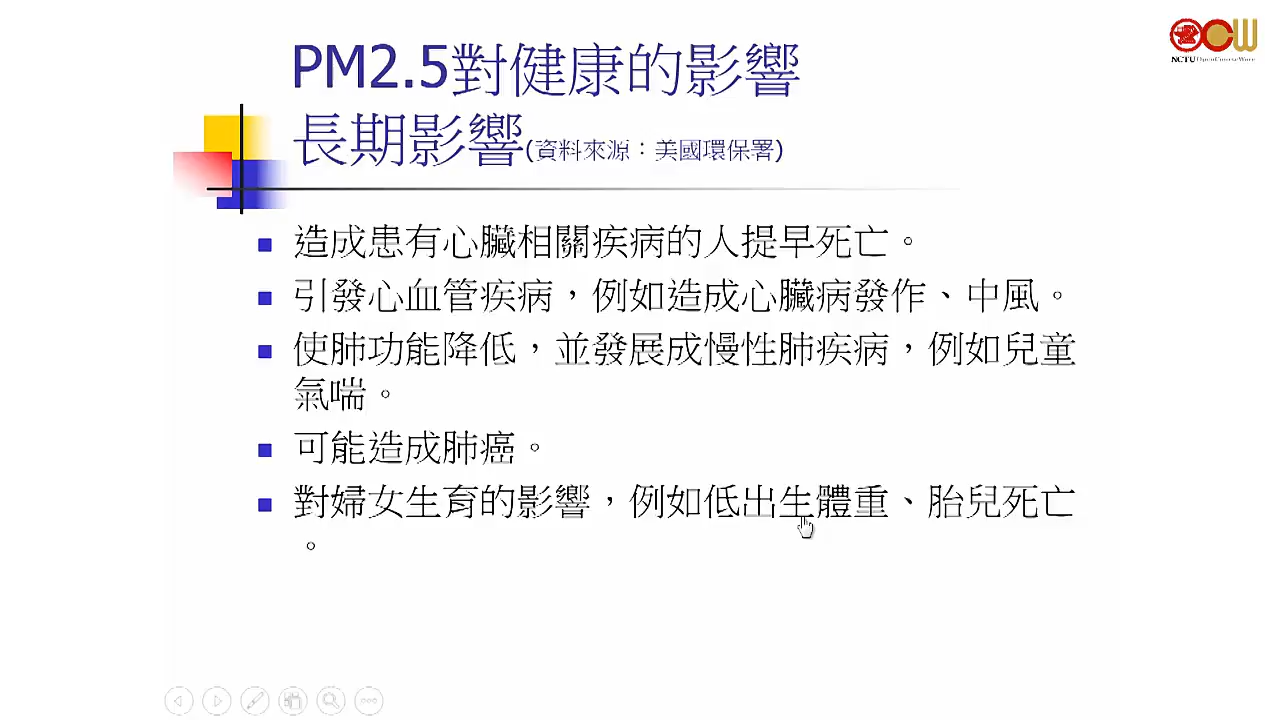 PM2.5對健康的影響
長期影響(資料來源：美國環保署)
造成患有心臟相關疾病的人提早死亡。
引發心血管疾病，例如造成心臟病發作、中風。
使肺功能降低，並發展成慢性肺疾病，例如兒童
氣喘。
可能造成肺癌。
對婦女生育的影響，例如低出生體重、胎兒死亡
。
OCW
NCTU OpenCourseWare